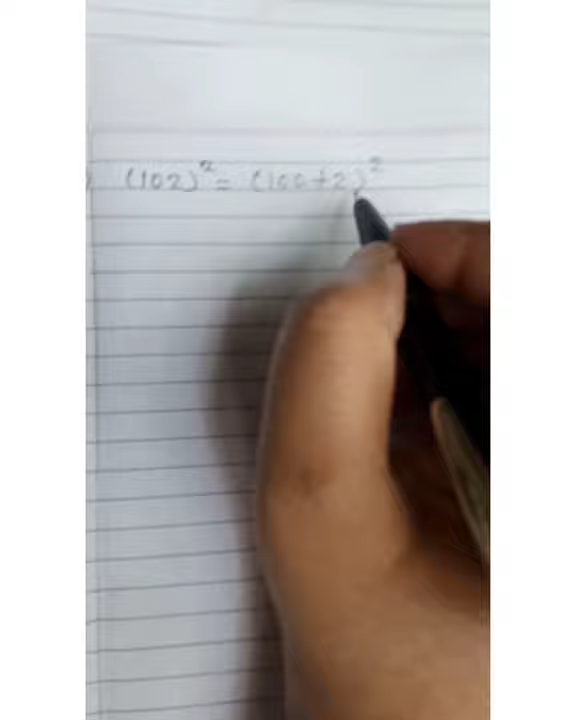 (102)² = (100+2)²